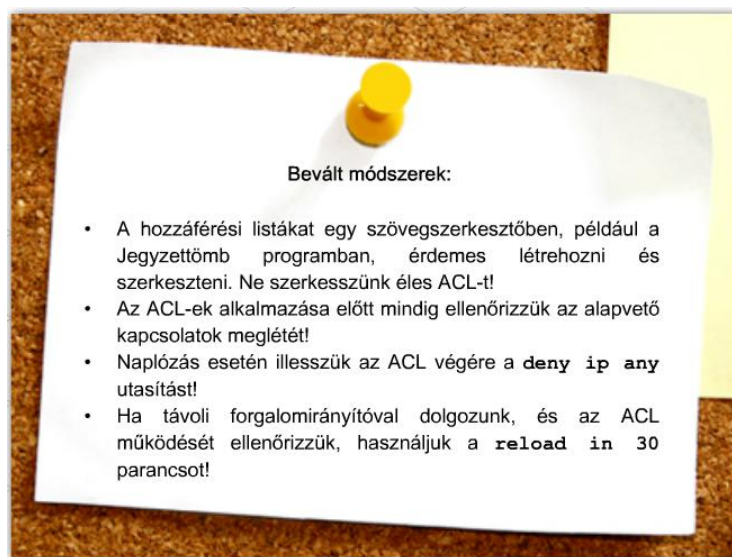 Bevált módszerek:
• A hozzáférési listákat egy szövegszerkesztőben, például a
Jegyzettömb programban, érdemes létrehozni és
szerkeszteni. Ne szerkesszünk éles ACL-t!
• Az ACL-ek alkalmazása előtt mindig ellenőrizzük az alapvető
kapcsolatok meglétét!
• Naplózás esetén illesszük az ACL végére a deny ip any
utasítást!
• Ha távoli forgalomirányítóval dolgozunk, és az ACL
működését ellenőrizzük, használjuk a reload in 30
parancsot!